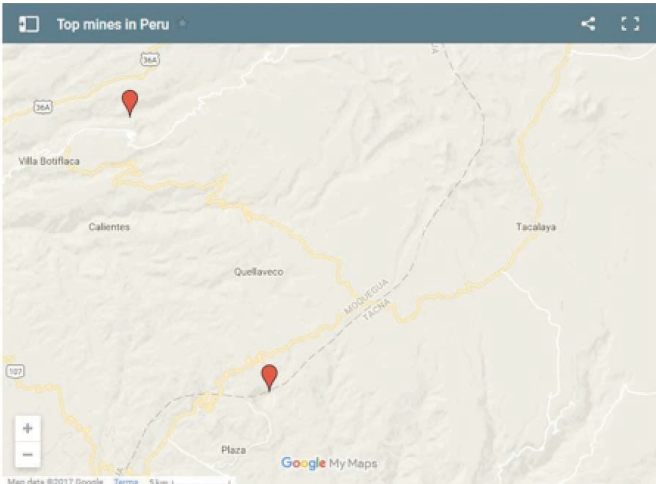 Top mines in Peru
36A
36A
Villa Botiflaca
Calientes
Tacalaya
Quellaveco
MOQUEGUA
TACNA
107
+
−
Plaza
Google My Maps
Map data ©2017 Google Terms 5 km